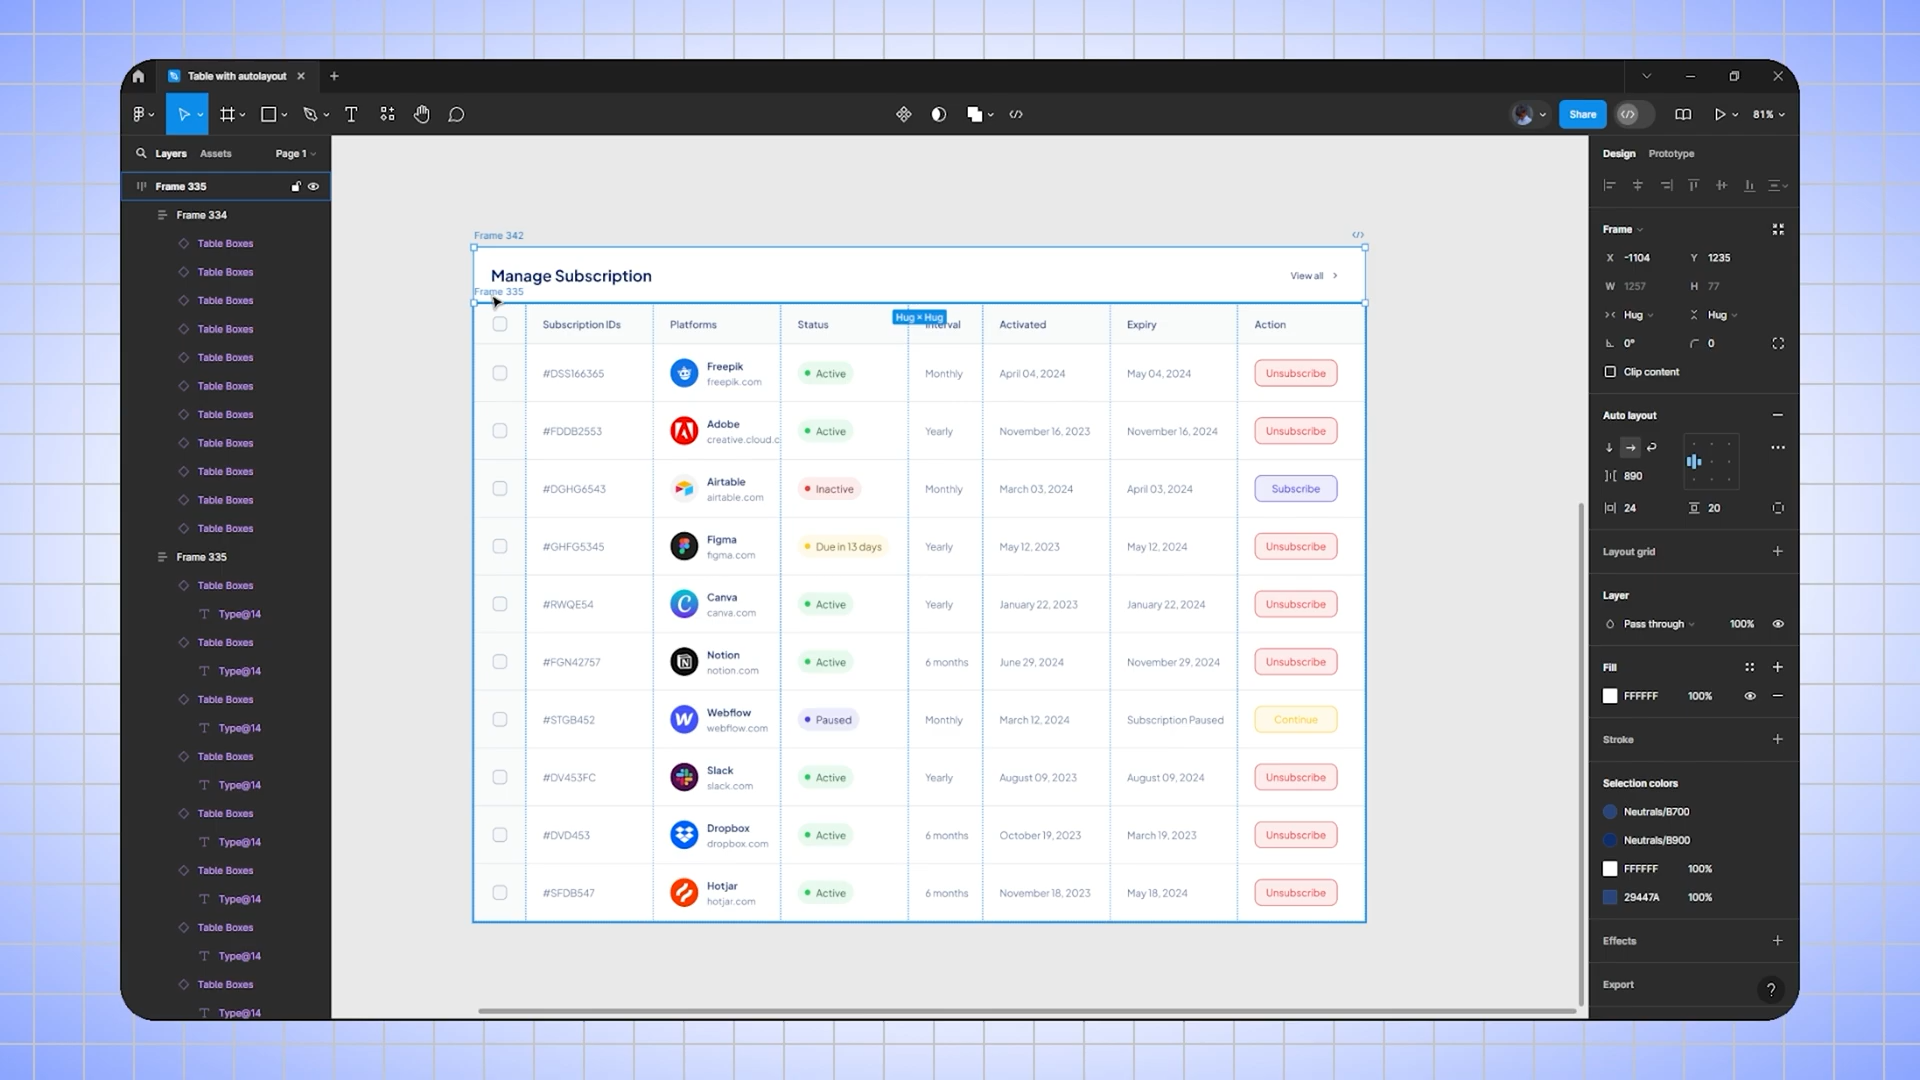 Table with autolayout
Share
81%
Layers Assets Page 1
Frame 335
Frame 334
Table Boxes
Table Boxes
Table Boxes
Table Boxes
Table Boxes
Table Boxes
Table Boxes
Table Boxes
Table Boxes
Table Boxes
Table Boxes
Frame 335
Table Boxes
Type@14
Table Boxes
Type@14
Table Boxes
Type@14
Table Boxes
Type@14
Table Boxes
Type@14
Table Boxes
Type@14
Table Boxes
Type@14
Table Boxes
Type@14
Frame 342
Manage Subscription View all
Frame 335
Hug × Hug
Subscription IDs Platforms Status Interval Activated Expiry Action
#DSS166365 Freepik freepik.com Active Monthly April 04, 2024 May 04, 2024 Unsubscribe
#FDDB2553 Adobe creative.cloud.c Active Yearly November 16, 2023 November 16, 2024 Unsubscribe
#DGHG6543 Airtable airtable.com Inactive Monthly March 03, 2024 April 03, 2024 Subscribe
#GHFG5345 Figma figma.com Due in 13 days Yearly May 12, 2023 May 12, 2024 Unsubscribe
#RWQE54 Canva canva.com Active Yearly January 22, 2023 January 22, 2024 Unsubscribe
#FGN42757 Notion notion.com Active 6 months June 29, 2024 November 29, 2024 Unsubscribe
#STGB452 Webflow webflow.com Paused Monthly March 12, 2024 Subscription Paused Continue
#DV453FC Slack slack.com Active Yearly August 09, 2023 August 09, 2024 Unsubscribe
#DVD453 Dropbox dropbox.com Active 6 months October 19, 2023 March 19, 2023 Unsubscribe
#SFDB547 Hotjar hotjar.com Active 6 months November 18, 2023 May 18, 2024 Unsubscribe
Design Prototype
Frame
X -1104 Y 1235
W 1257 H 77
Hug Hug
0° 0
Clip content
Auto layout
890
24 20
Layout grid
Layer
Pass through 100%
Fill
FFFFFF 100%
Stroke
Selection colors
Neutrals/B700
Neutrals/B900
FFFFFF 100%
29447A 100%
Effects
Export
?